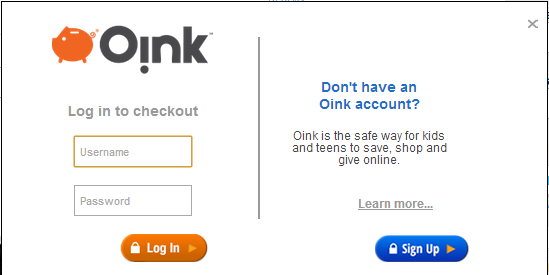 Oink™
Log in to checkout
Username
Password
Log In
Don't have an
Oink account?
Oink is the safe way for kids
and teens to save, shop and
give online.
Learn more...
Sign Up